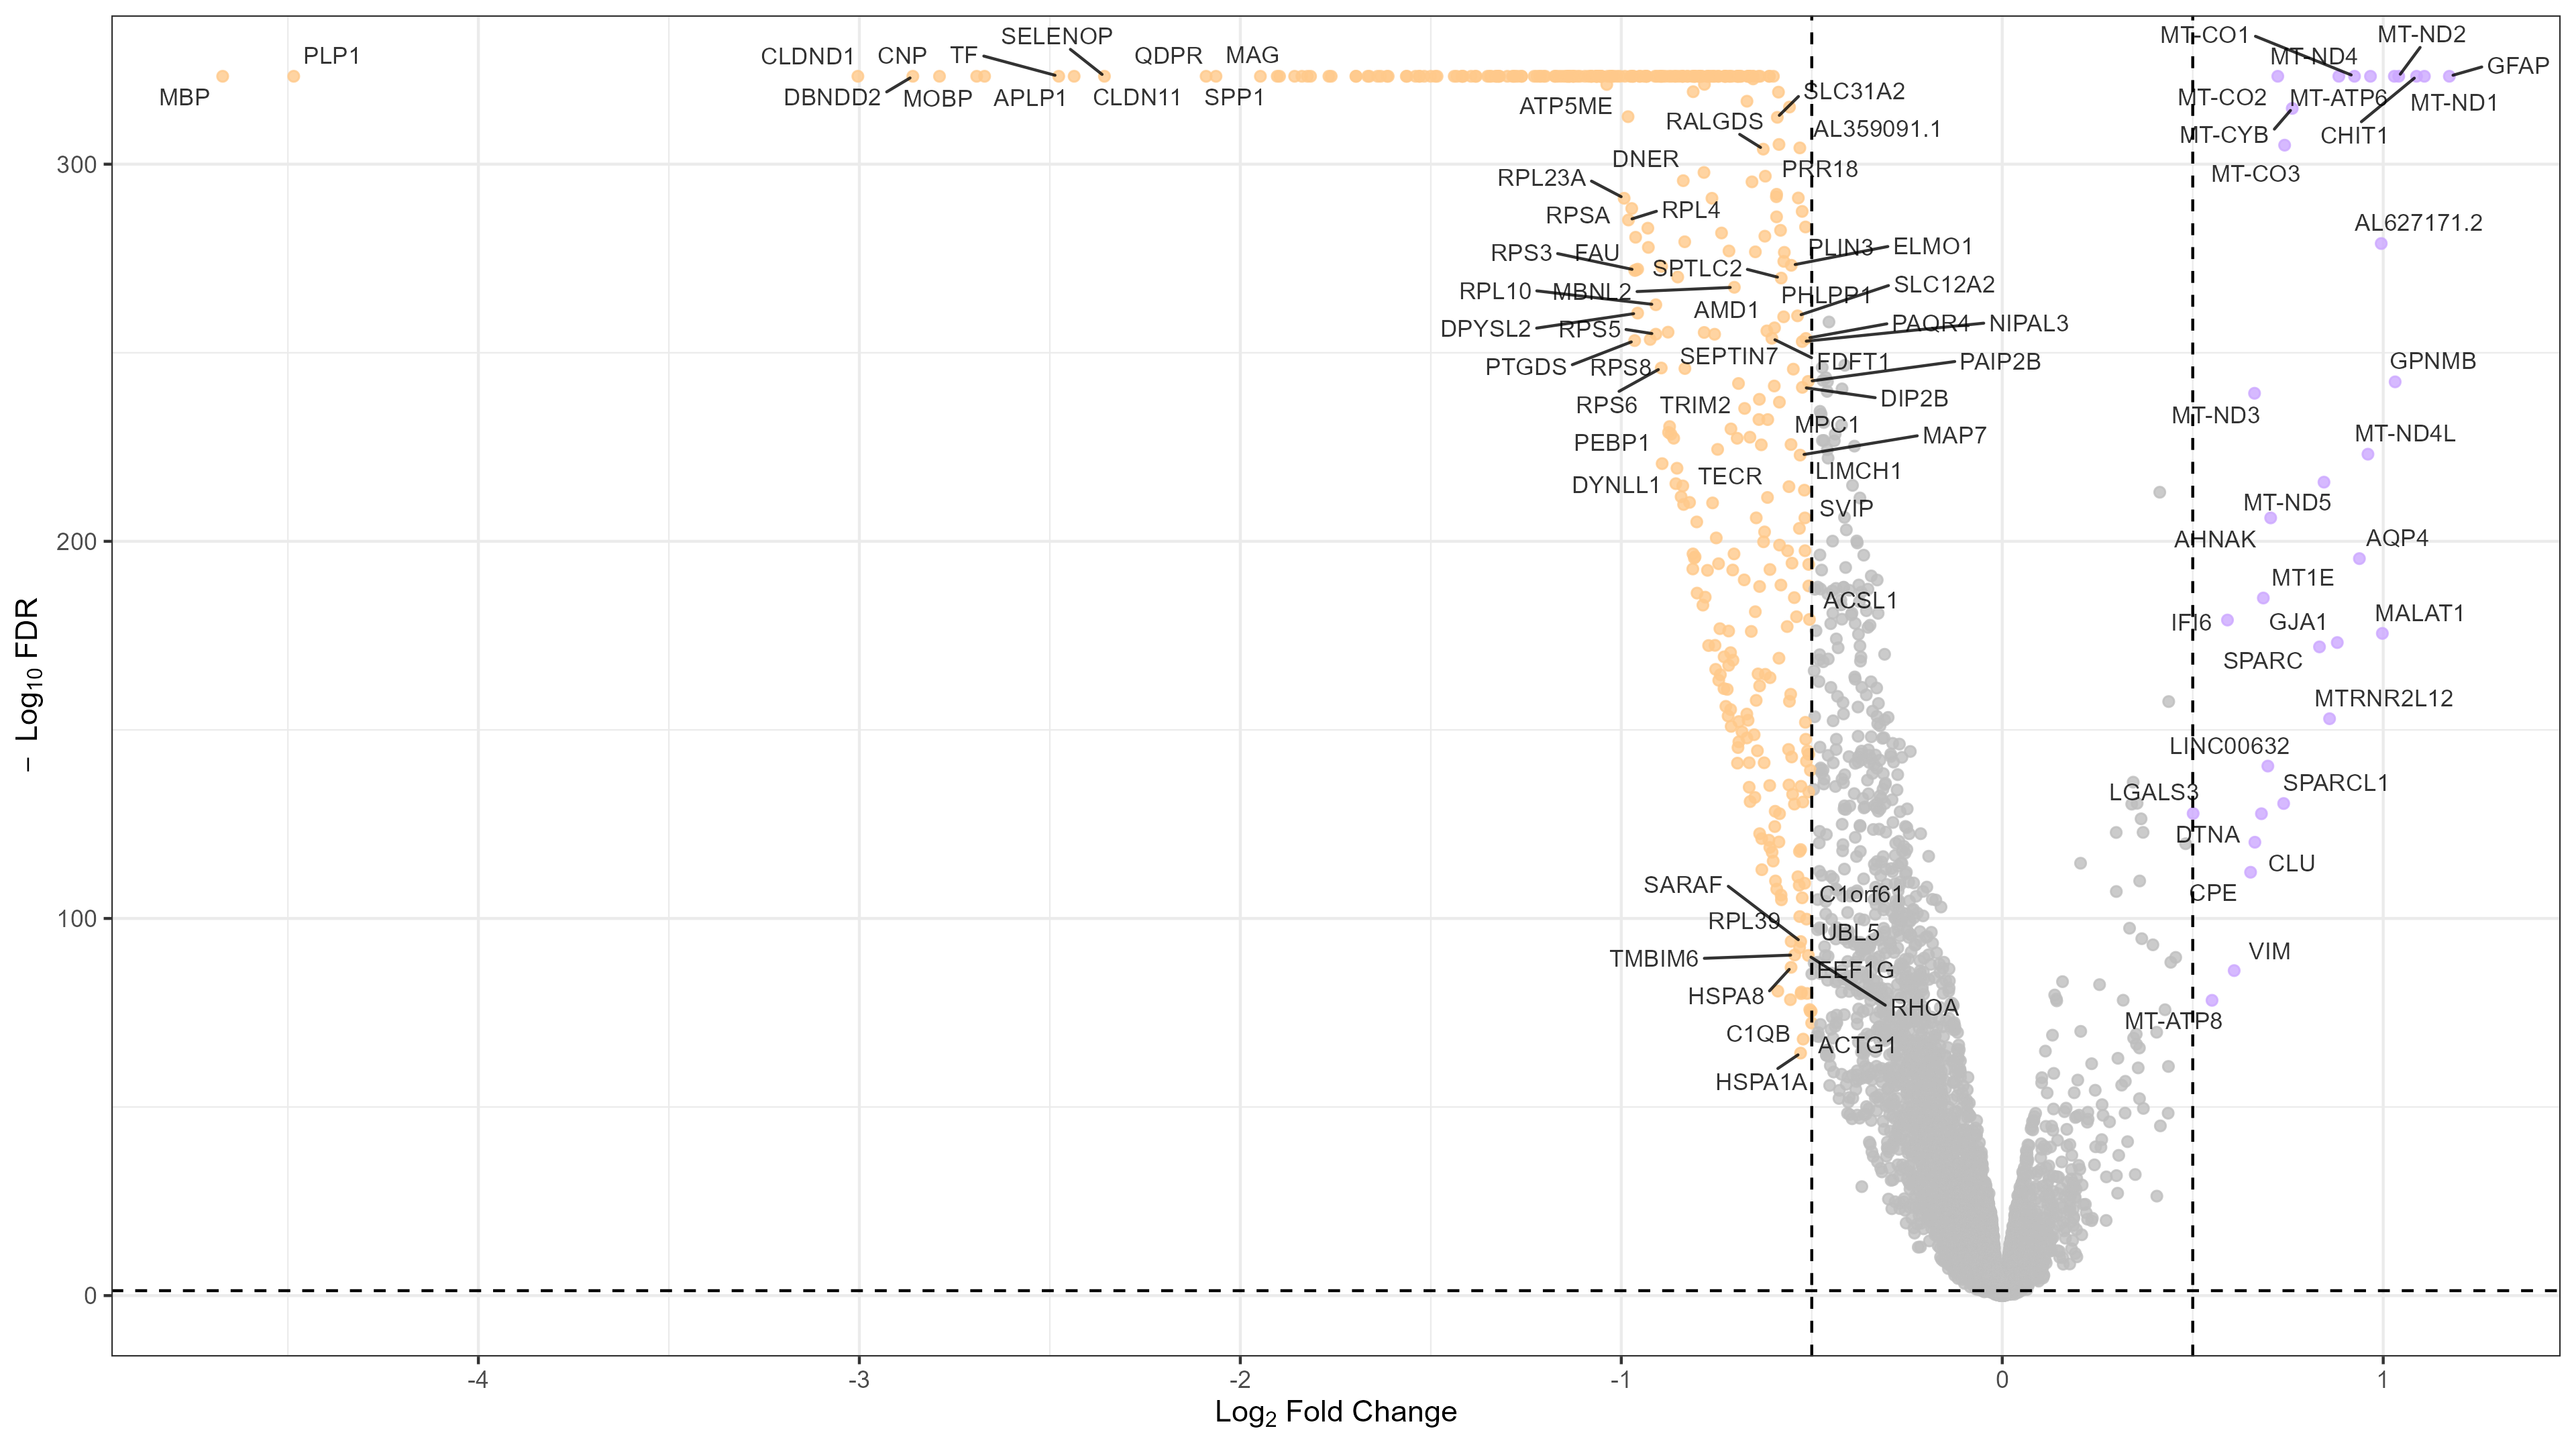 SELENOP
MT-CO1
MT-ND2
PLP1
CLDND1
CNP
TF
QDPR
MAG
MT-ND4
GFAP
MBP
DBNDD2
MOBP
APLP1
CLDN11
SPP1
ATP5ME
SLC31A2
MT-CO2
MT-ATP6
MT-ND1
RALGDS
AL359091.1
MT-CYB
CHIT1
300
DNER
PRR18
MT-CO3
RPL23A
RPSA
RPL4
AL627171.2
RPS3
FAU
PLIN3
ELMO1
SPTLC2
RPL10
MBNL2
PHLPP1
SLC12A2
AMD1
DPYSL2
RPS5
PAQR4
NIPAL3
SEPTIN7
FDFT1
PAIP2B
GPNMB
PTGDS
RPS8
RPS6
TRIM2
DIP2B
MT-ND3
PEBP1
MPC1
MAP7
MT-ND4L
DYNLL1
TECR
LIMCH1
SVIP
MT-ND5
200
AHNAK
AQP4
MT1E
ACSL1
IFI6
GJA1
MALAT1
SPARC
MTRNR2L12
LINC00632
LGALS3
SPARCL1
DTNA
CLU
SARAF
C1orf61
CPE
100
RPL39
UBL5
TMBIM6
EEF1G
VIM
HSPA8
RHOA
MT-ATP8
C1QB
ACTG1
HSPA1A
0
-4
-3
-2
-1
0
1
Log2 Fold Change
− Log10 FDR